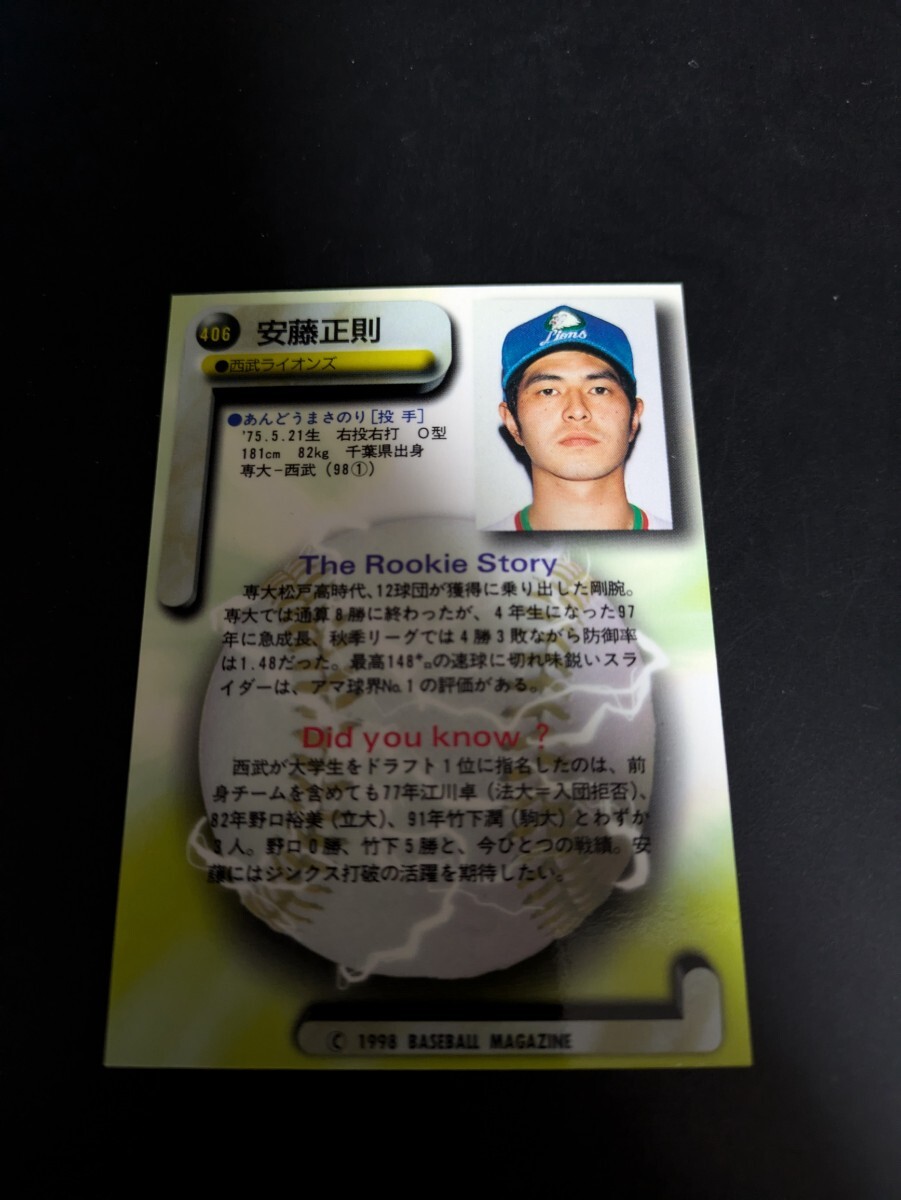 406 安藤正則
●西武ライオンズ
Lions
●あんどうまさのり[投 手]
'75.5.21生 右投右打 O型
181cm 82kg 千葉県出身
専大−西武(98①)
The Rookie Story
専大松戸高時代、12球団が獲得に乗り出した剛腕。
専大では通算8勝に終わったが、4年生になった97
年に急成長、秋季リーグでは4勝3敗ながら防御率
は1.48だった。最高148㌔の速球に切れ味鋭いスラ
イダーは、アマ球界No.1の評価がある。
Did you know ?
西武が大学生をドラフト1位に指名したのは、前
身チームを含めても77年江川卓(法大=入団拒否)、
82年野口裕美(立大)、91年竹下潤(駒大)とわずか
3人。野口0勝、竹下5勝と、今ひとつの戦績。安
藤にはジンクス打破の活躍を期待したい。
© 1998 BASEBALL MAGAZINE